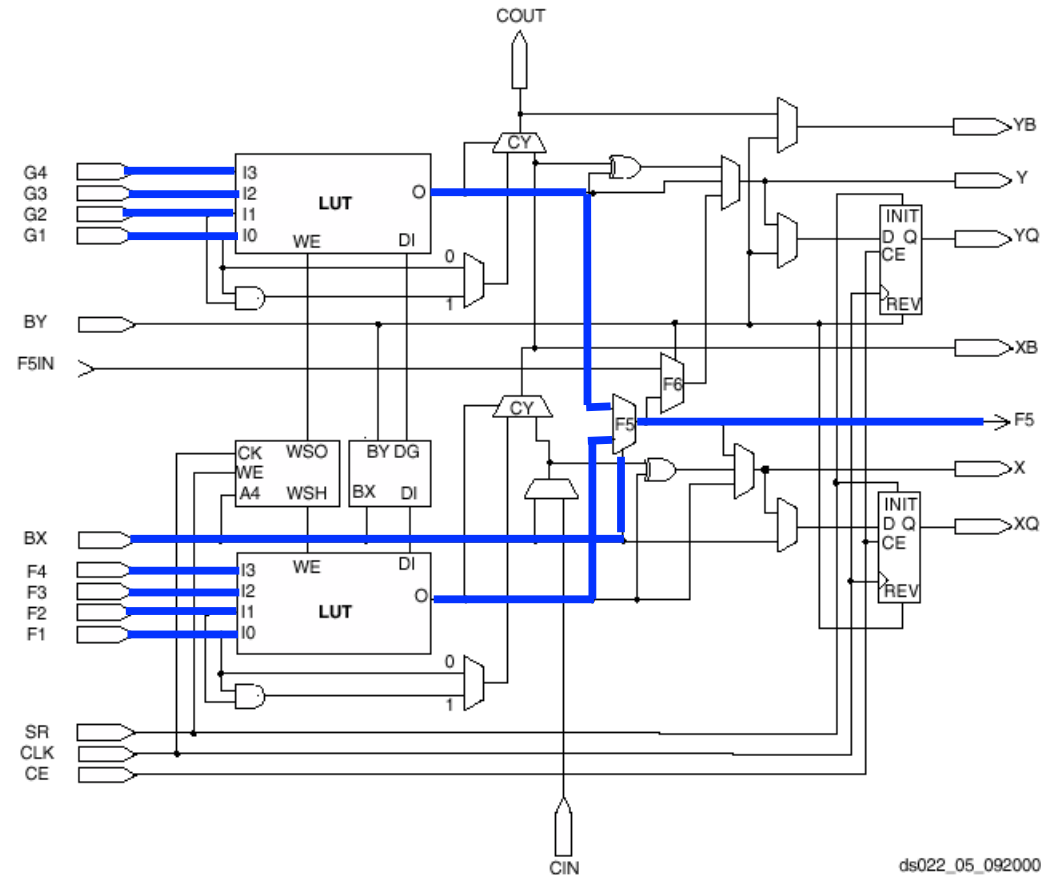 COUT
CY
YB
G4
G3
G2
G1
I3
I2
I1
I0
LUT
O
WE
DI
0
1
Y
INIT
D Q
CE
REV
YQ
BY
F5IN
XB
F6
CY
F5
F5
CK
WE
A4
WSO
WSH
BY DG
BX
DI
X
INIT
D Q
CE
REV
XQ
BX
F4
F3
F2
F1
I3
I2
I1
I0
WE
DI
LUT
O
0
1
SR
CLK
CE
CIN
ds022_05_092000